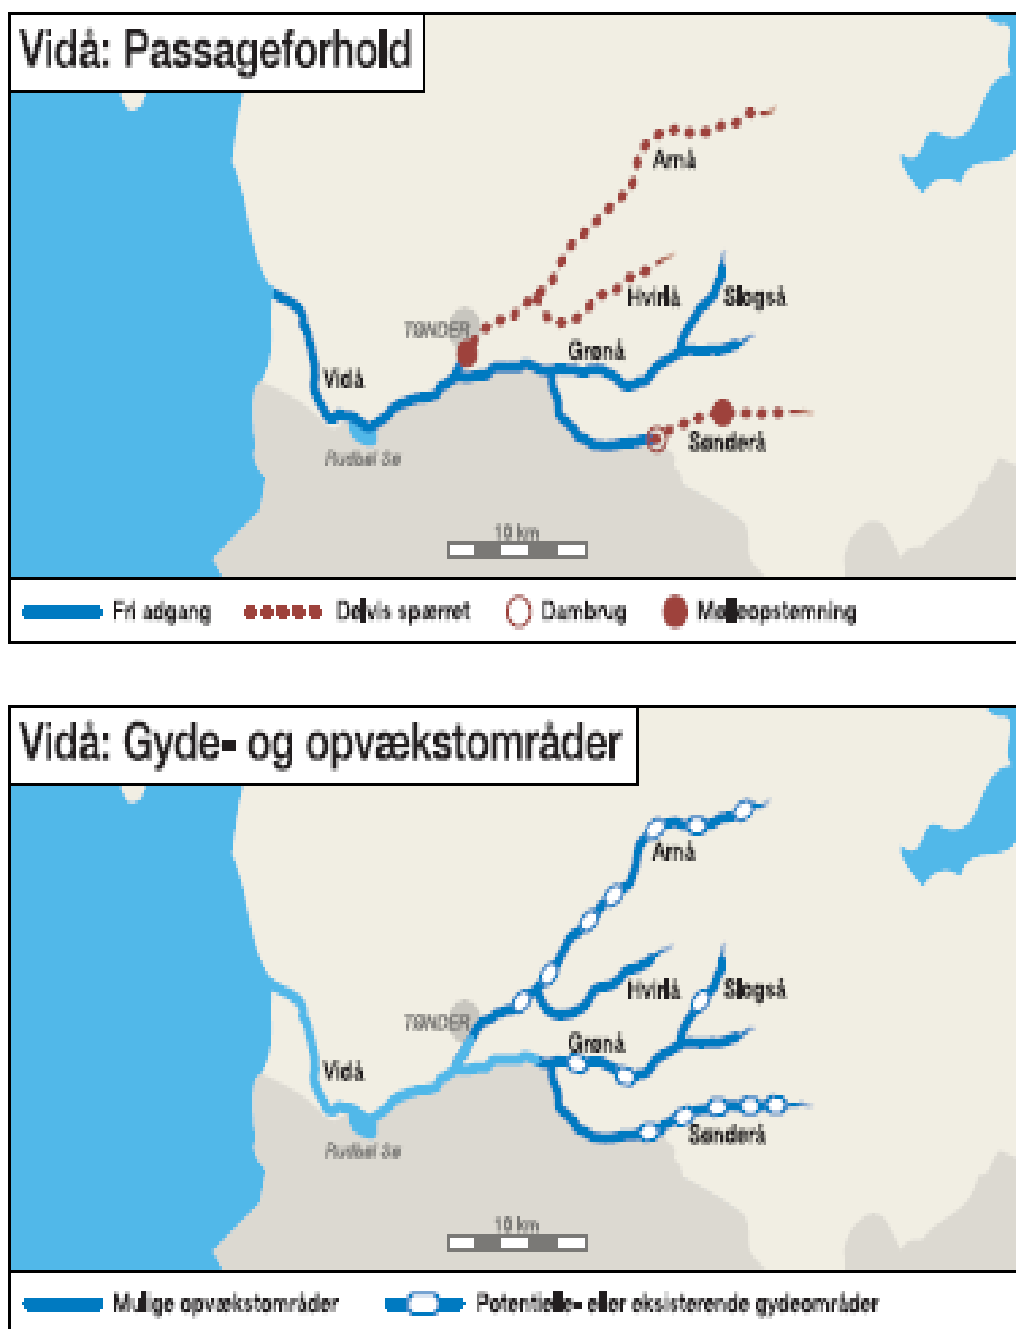 Vidå: Passageforhold
Arnå
Hvirlå
Slogså
TØNDER
Grønå
Vidå
Sønderå
Rudbøl Sø
10 km
Fri adgang
Delvis spærret
Dambrug
Mølleopstemning
Vidå: Gyde- og opvækstområder
Arnå
Hvirlå
Slogså
TØNDER
Grønå
Vidå
Sønderå
Rudbøl Sø
10 km
Mulige opvækstområder
Potentielle- eller eksisterende gydeområder